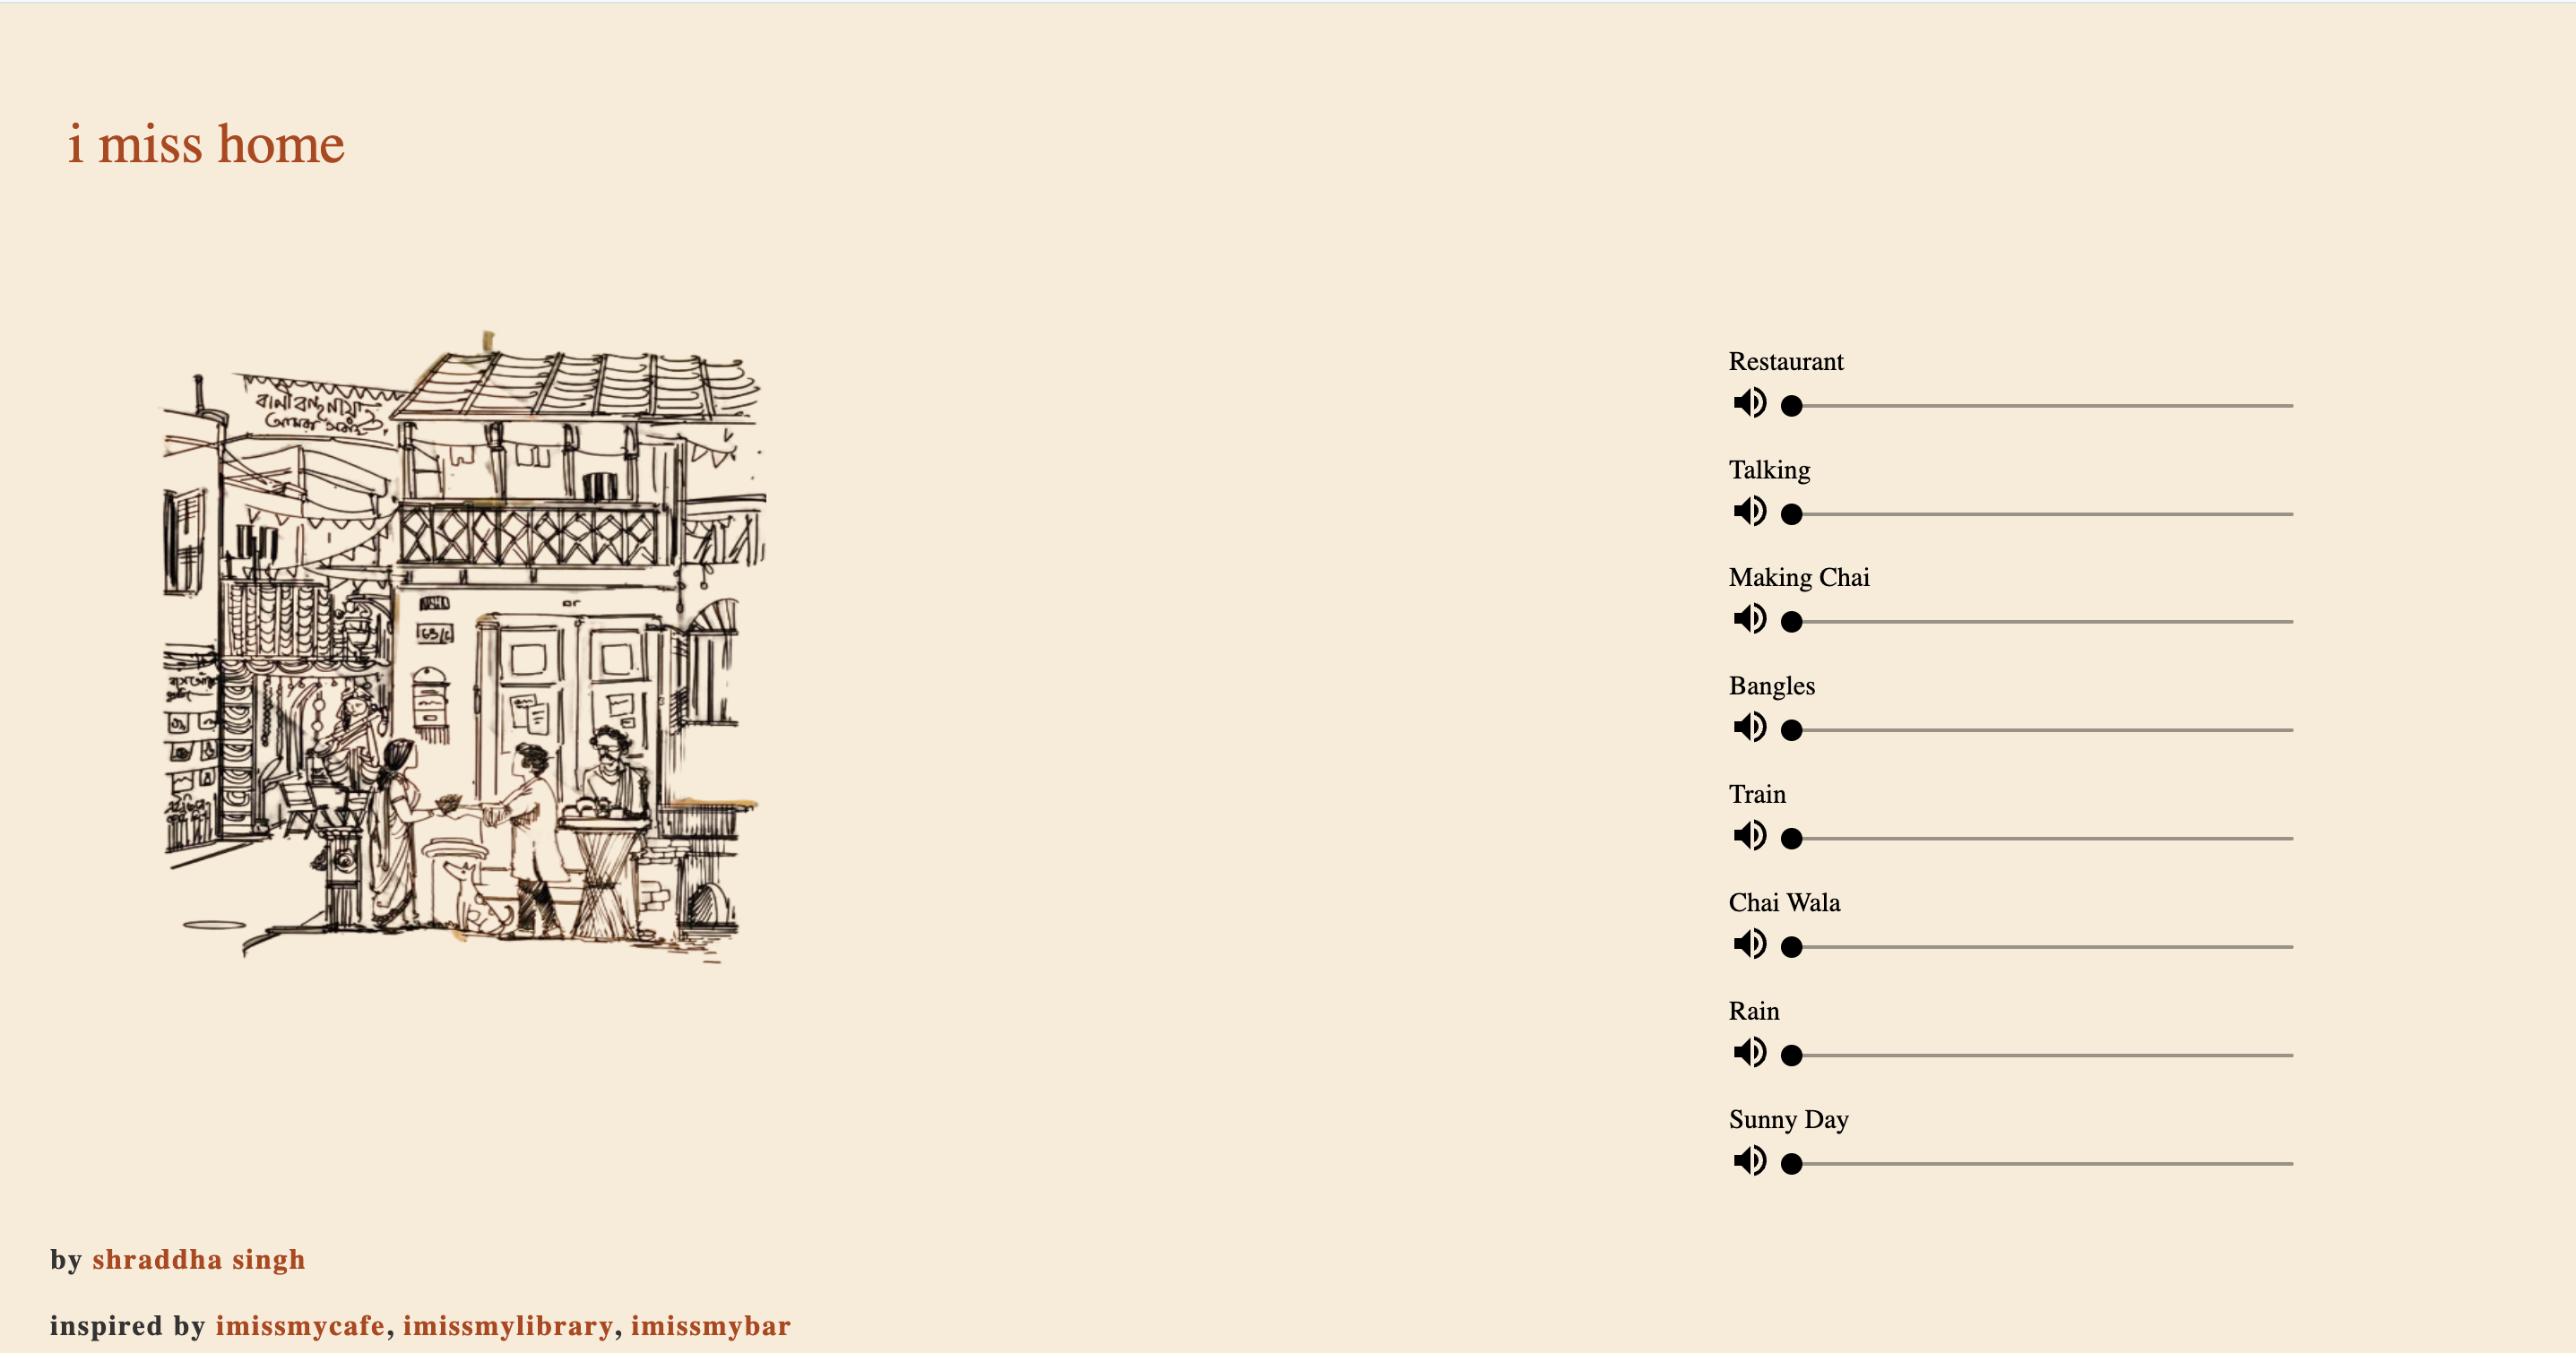 i miss home
63/C
Restaurant
Talking
Making Chai
Bangles
Train
Chai Wala
Rain
Sunny Day
by shraddha singh
inspired by imissmycafe, imissmylibrary, imissmybar